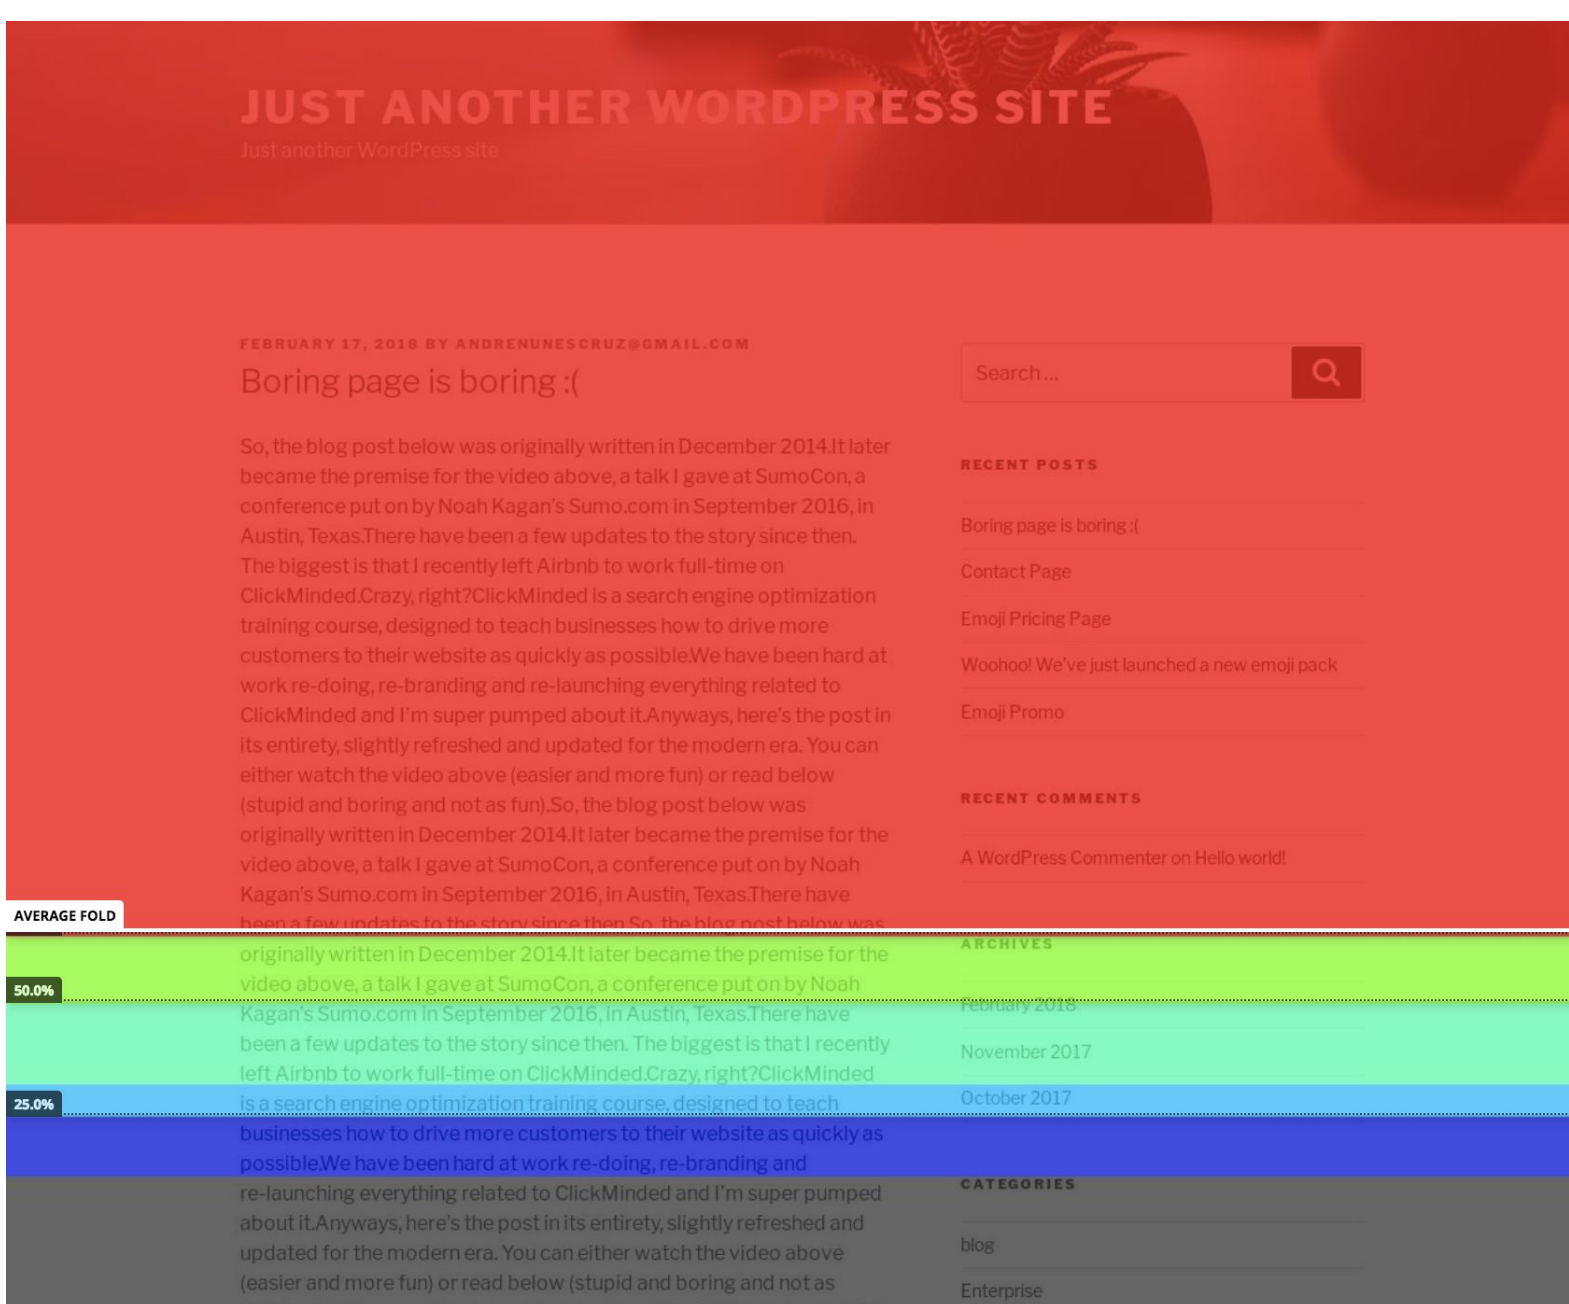 JUST ANOTHER WORDPRESS SITE
Just another WordPress site
FEBRUARY 17, 2018 BY ANDRENUNESCRUZ@GMAIL.COM
Boring page is boring :(
So, the blog post below was originally written in December 2014.It later
became the premise for the video above, a talk I gave at SumoCon, a
conference put on by Noah Kagan's Sumo.com in September 2016, in
Austin, Texas.There have been a few updates to the story since then.
The biggest is that I recently left Airbnb to work full-time on
ClickMinded.Crazy, right?ClickMinded is a search engine optimization
training course, designed to teach businesses how to drive more
customers to their website as quickly as possible.We have been hard at
work re-doing, re-branding and re-launching everything related to
ClickMinded and I'm super pumped about it.Anyways, here's the post in
its entirety, slightly refreshed and updated for the modern era. You can
either watch the video above (easier and more fun) or read below
(stupid and boring and not as fun).So, the blog post below was
originally written in December 2014.It later became the premise for the
video above, a talk I gave at SumoCon, a conference put on by Noah
Kagan's Sumo.com in September 2016, in Austin, Texas.There have
been a few updates to the story since then.So, the blog post below was
originally written in December 2014.It later became the premise for the
video above, a talk I gave at SumoCon, a conference put on by Noah
Kagan's Sumo.com in September 2016, in Austin, Texas.There have
been a few updates to the story since then. The biggest is that I recently
left Airbnb to work full-time on ClickMinded.Crazy, right?ClickMinded
is a search engine optimization training course, designed to teach
businesses how to drive more customers to their website as quickly as
possible.We have been hard at work re-doing, re-branding and
re-launching everything related to ClickMinded and I'm super pumped
about it.Anyways, here's the post in its entirety, slightly refreshed and
updated for the modern era. You can either watch the video above
(easier and more fun) or read below (stupid and boring and not as
Search ...
RECENT POSTS
Boring page is boring :(
Contact Page
Emoji Pricing Page
Woohoo! We've just launched a new emoji pack
Emoji Promo
RECENT COMMENTS
A WordPress Commenter on Hello world!
ARCHIVES
February 2018
November 2017
October 2017
CATEGORIES
blog
Enterprise
AVERAGE FOLD
50.0%
25.0%